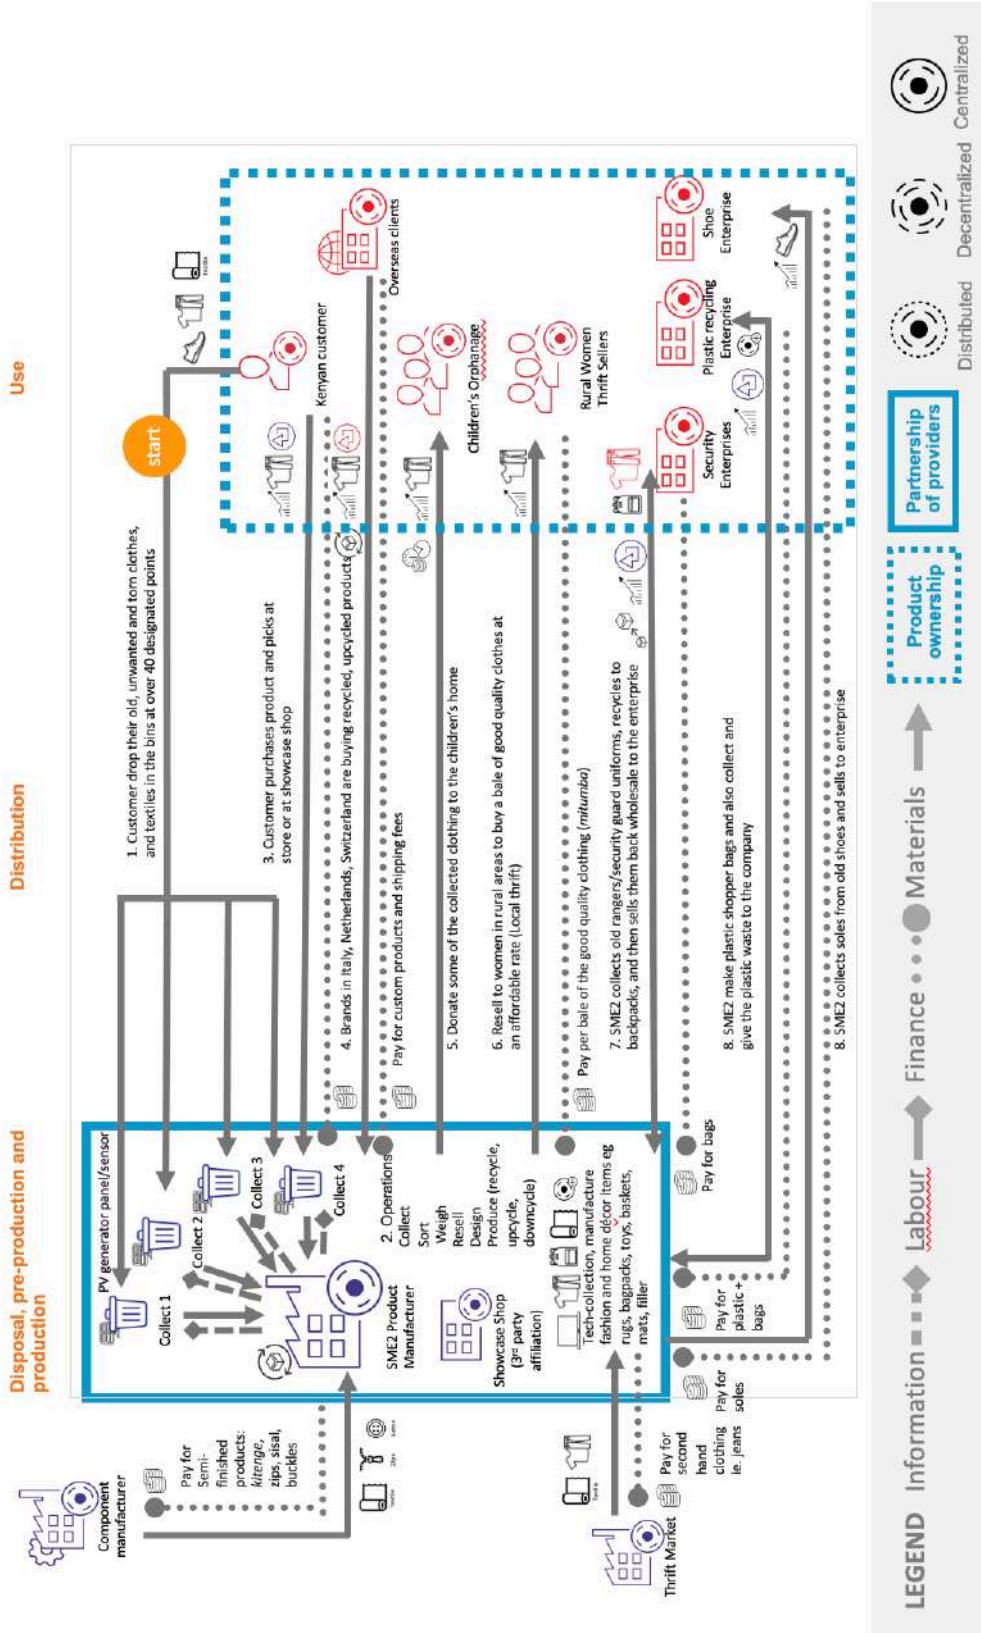 Disposal, pre-production and
production
Distribution
Use
Component
manufacturer
Pay for
Semi-
finished
products:
kitenge,
zips, sisal,
buckles
Thrift Market
Pay for
second
hand
clothing
ie. jeans
PV generator panel/sensor
Collect 1
Collect 2
Collect 3
Collect 4
SME2 Product
Manufacturer
2. Operations
Collect
Sort
Weigh
Resell
Design
Produce (recycle,
upcycle,
downcycle)
Showcase Shop
(3rd party
affiliation)
Tech-collection, manufacture
fashion and home décor items eg
rugs, bagpacks, toys, baskets,
mats, filler
Pay for
soles
Pay for
plastic +
bags
Pay for bags
start
1. Customer drop their old, unwanted and torn clothes,
and textiles in the bins at over 40 designated points
3. Customer purchases product and picks at
store or at showcase shop
4. Brands in Italy, Netherlands, Switzerland are buying recycled, upcycled products
Pay for custom products and shipping fees
5. Donate some of the collected clothing to the children's home
6. Resell to women in rural areas to buy a bale of good quality clothes at
an affordable rate (Local thrift)
Pay per bale of the good quality clothing (mitumba)
7. SME2 collects old rangers/security guard uniforms, recycles to
backpacks, and then sells them back wholesale to the enterprise
8. SME2 make plastic shopper bags and also collect and
give the plastic waste to the company
8. SME2 collects soles from old shoes and sells to enterprise
Kenyan customer
Overseas clients
Children's Orphanage
Rural Women
Thrift Sellers
Security
Enterprises
Plastic recycling
Enterprise
Shoe
Enterprise
LEGEND
Information
Labour
Finance
Materials
Product
ownership
Partnership
of providers
Distributed
Decentralized
Centralized